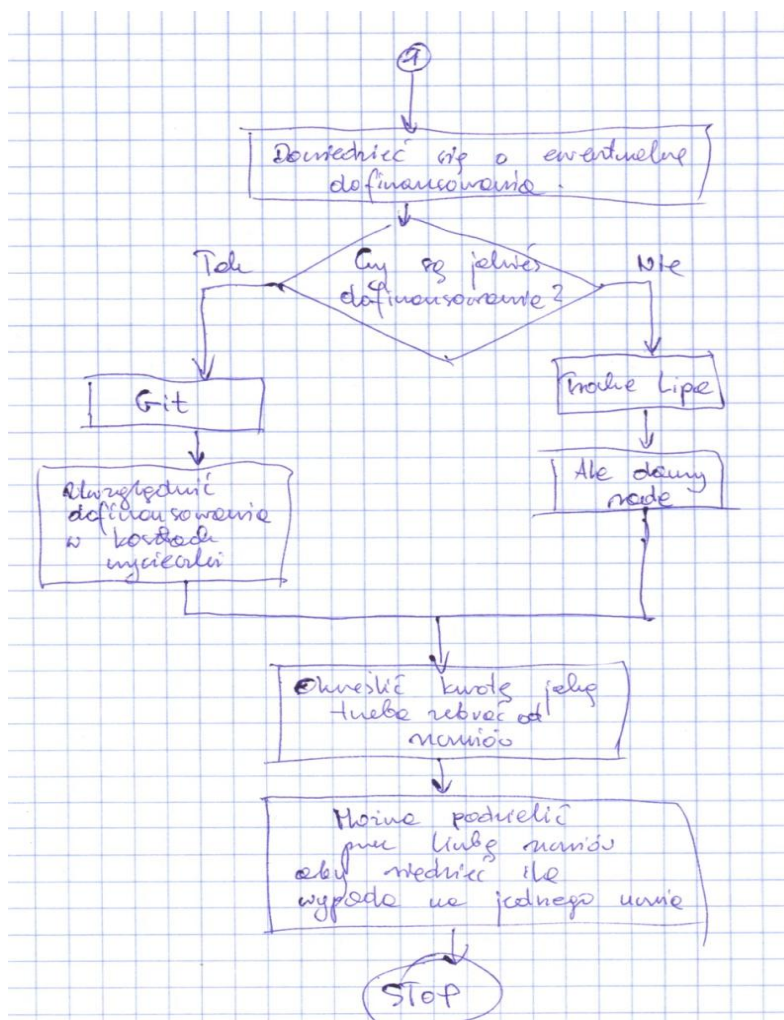 1
Dowiedzieć się o ewentualne
dofinansowania.
Tak
Czy są jakieś
dofinansowanie?
Nie
Git
Trochę Lipa
Uwzględnić
dofinansowania
w kosztach
wycieczki
Ale damy
radę
Określić kwotę jaką
trzeba zebrać od
uczniów
Można podzielić
przez liczbę uczniów
aby wiedzieć ile
wypada na jednego ucznia
STOP